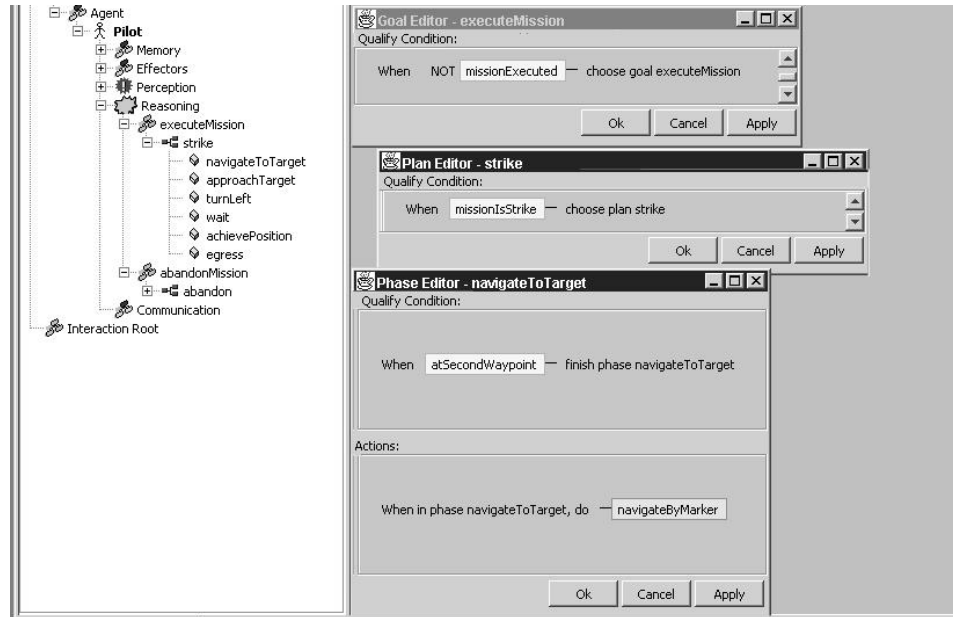 Agent
Pilot
Memory
Effectors
Perception
Reasoning
executeMission
strike
navigateToTarget
approachTarget
turnLeft
wait
achievePosition
egress
abandonMission
abandon
Communication
Interaction Root
Goal Editor - executeMission
Qualify Condition:
When NOT missionExecuted choose goal executeMission
Ok Cancel Apply
Plan Editor - strike
Qualify Condition:
When missionIsStrike choose plan strike
Ok Cancel Apply
Phase Editor - navigateToTarget
Qualify Condition:
When atSecondWaypoint finish phase navigateToTarget
Actions:
When in phase navigateToTarget, do navigateByMarker
Ok Cancel Apply